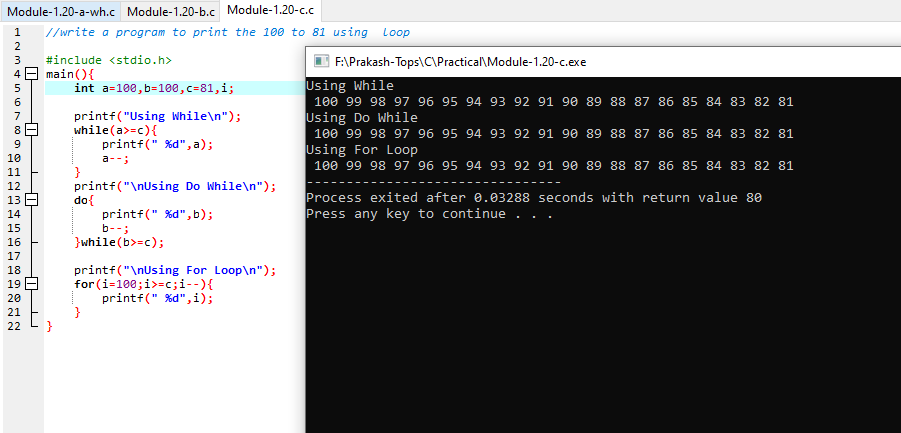 Module-1.20-a-wh.c Module-1.20-b.c Module-1.20-c.c
1 //write a program to print the 100 to 81 using  loop
2
3 #include <stdio.h>
4 main(){
5     int a=100,b=100,c=81,i;
6
7     printf("Using While\n");
8     while(a>=c){
9         printf(" %d",a);
10         a--;
11     }
12     printf("\nUsing Do While\n");
13     do{
14         printf(" %d",b);
15         b--;
16     }while(b>=c);
17
18     printf("\nUsing For Loop\n");
19     for(i=100;i>=c;i--){
20         printf(" %d",i);
21     }
22 }
F:\Prakash-Tops\C\Practical\Module-1.20-c.exe
Using While
 100 99 98 97 96 95 94 93 92 91 90 89 88 87 86 85 84 83 82 81
Using Do While
 100 99 98 97 96 95 94 93 92 91 90 89 88 87 86 85 84 83 82 81
Using For Loop
 100 99 98 97 96 95 94 93 92 91 90 89 88 87 86 85 84 83 82 81
--------------------------------
Process exited after 0.03288 seconds with return value 80
Press any key to continue . . .